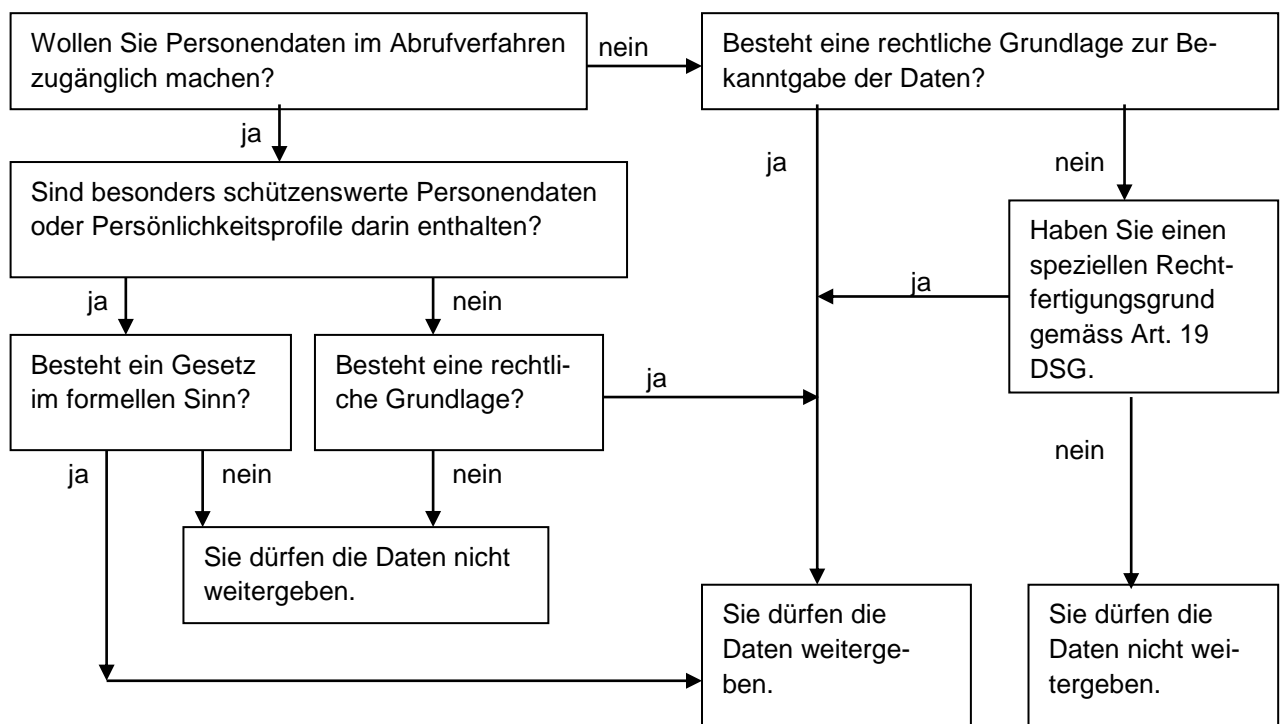 Wollen Sie Personendaten im Abrufverfahren
zugänglich machen?
nein
Besteht eine rechtliche Grundlage zur Be-
kanntgabe der Daten?
ja
ja
nein
Sind besonders schützenswerte Personendaten
oder Persönlichkeitsprofile darin enthalten?
Haben Sie einen
speziellen Recht-
fertigungsgrund
gemäss Art. 19
DSG.
ja
ja
nein
Besteht ein Gesetz
im formellen Sinn?
Besteht eine rechtli-
che Grundlage?
ja
nein
ja
nein
nein
Sie dürfen die Daten nicht
weitergeben.
Sie dürfen die
Daten weiterge-
ben.
Sie dürfen die
Daten nicht wei-
tergeben.